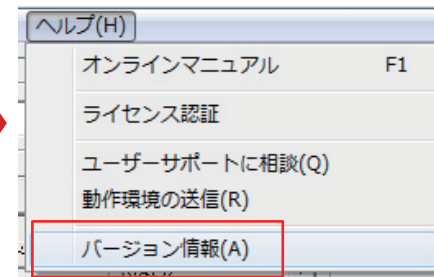 ヘルプ(H)
オンラインマニュアル F1
ライセンス認証
ユーザーサポートに相談(Q)
動作環境の送信(R)
バージョン情報(A)